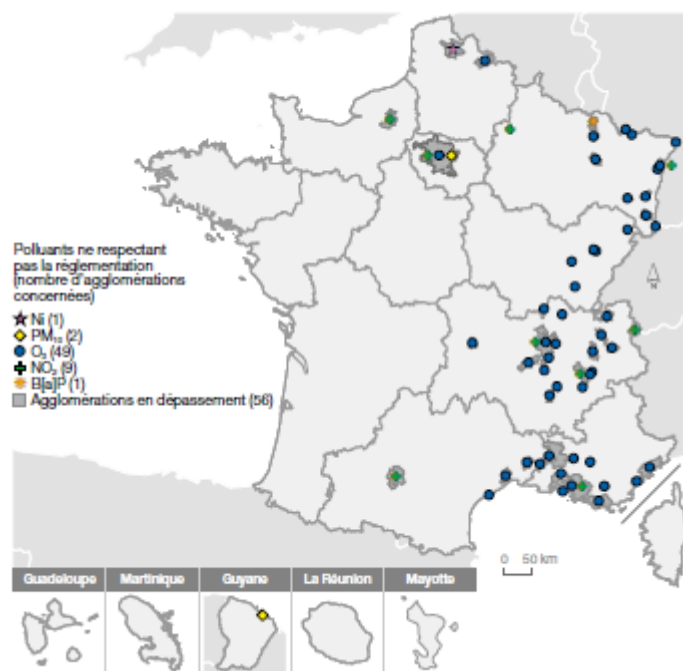 Polluants ne respectant
pas la réglementation
(nombre d'agglomérations
concernées)
Ni (1)
PM₁₀ (2)
O₃ (49)
NO₂ (9)
B[a]P (1)
Agglomérations en dépassement (56)
N
0 50 km
Guadeloupe Martinique Guyane La Réunion Mayotte